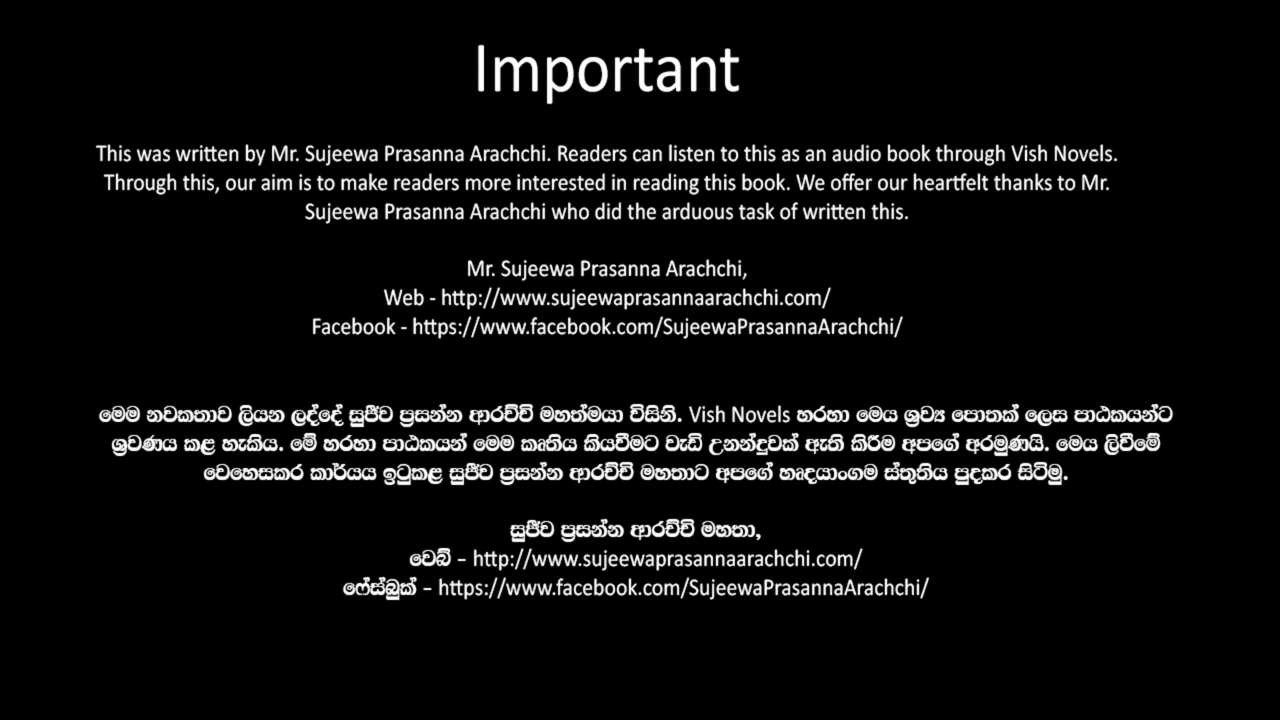 Important
This was written by Mr. Sujeewa Prasanna Arachchi. Readers can listen to this as an audio book through Vish Novels.
Through this, our aim is to make readers more interested in reading this book. We offer our heartfelt thanks to Mr.
Sujeewa Prasanna Arachchi who did the arduous task of written this.
Mr. Sujeewa Prasanna Arachchi,
Web - http://www.sujeewaprasannaarachchi.com/
Facebook - https://www.facebook.com/SujeewaPrasannaArachchi/
මෙම නවකතාව ලියන ලද්දේ සුජීව ප්‍රසන්න ආරච්චි මහත්මයා විසිනි. Vish Novels හරහා මෙය ශ්‍රව්‍ය පොතක් ලෙස පාඨකයන්ට
ශ්‍රවණය කළ හැකිය. මේ හරහා පාඨකයන් මෙම කෘතිය කියවීමට වැඩි උනන්දුවක් ඇති කිරීම අපගේ අරමුණයි. මෙය ලිවීමේ
වෙහෙසකර කාර්යය ඉටුකළ සුජීව ප්‍රසන්න ආරච්චි මහතාට අපගේ හෘදයාංගම ස්තුතිය පුදකර සිටිමු.
සුජීව ප්‍රසන්න ආරච්චි මහතා,
වෙබ් – http://www.sujeewaprasannaarachchi.com/
ෆේස්බුක් – https://www.facebook.com/SujeewaPrasannaArachchi/